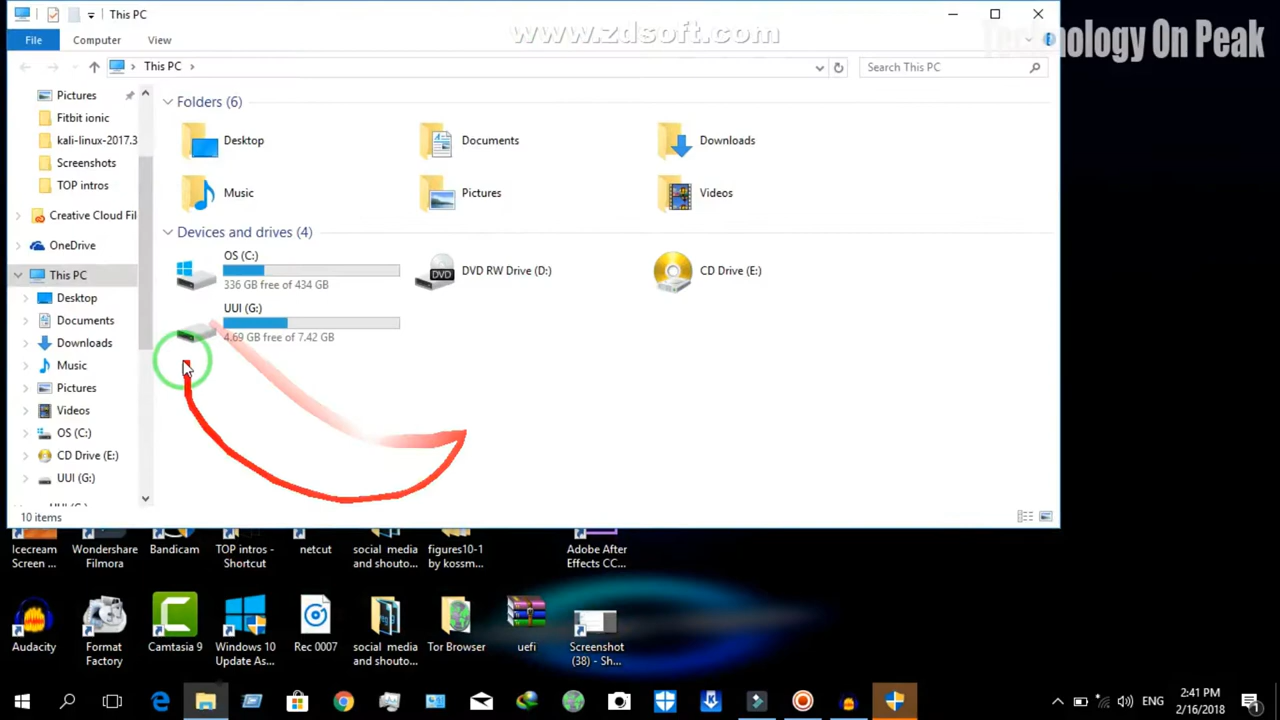 This PC
www.zdsoft.com
Technology On Peak
File
Computer
View
This PC
Search This PC
Pictures
Fitbit ionic
kali-linux-2017.3
Screenshots
TOP intros
Creative Cloud Fil
OneDrive
This PC
Desktop
Documents
Downloads
Music
Pictures
Videos
OS (C:)
CD Drive (E:)
UUI (G:)
Folders (6)
Desktop
Documents
Downloads
Music
Pictures
Videos
Devices and drives (4)
OS (C:)
336 GB free of 434 GB
DVD
DVD RW Drive (D:)
CD Drive (E:)
UUI (G:)
4.69 GB free of 7.42 GB
10 items
Icecream
Screen ...
Wondershare
Filmora
Bandicam
TOP intros -
Shortcut
netcut
social media
and shouto...
figures10-1
by kossm...
Adobe After
Effects CC...
Audacity
Format
Factory
Camtasia 9
Windows 10
Update As...
Rec 0007
social media
and shouto...
Tor Browser
uefi
Screenshot
(38) - Sh...
ENG
2:41 PM
2/16/2018